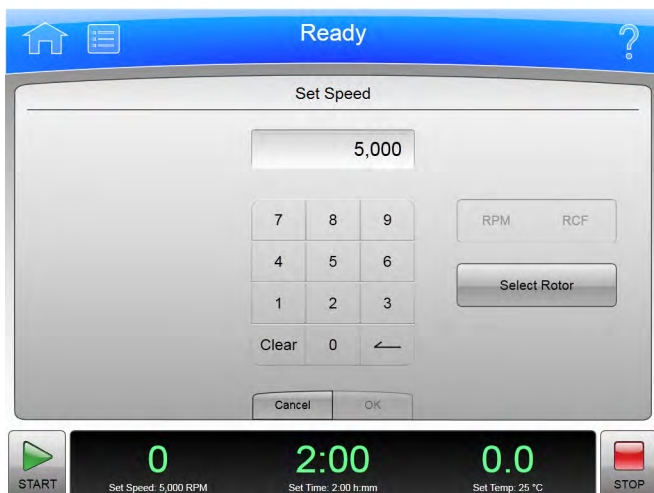 Ready
?
Set Speed
5,000
7 8 9
RPM RCF
4 5 6
Select Rotor
1 2 3
Clear 0
Cancel OK
0 2:00 0.0
START Set Speed: 5,000 RPM Set Time: 2:00 h:mm Set Temp: 25 °C STOP